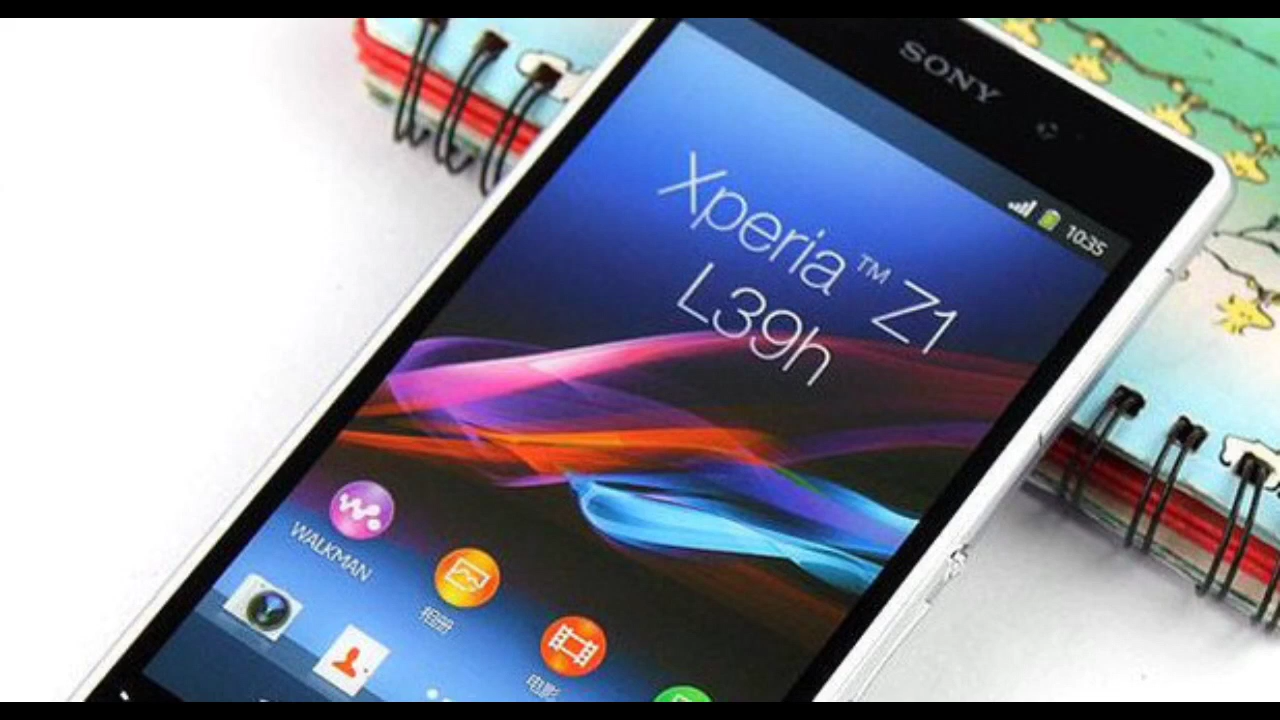 SONY
10:35
Xperia™ Z1
L39h
WALKMAN
相册
电影